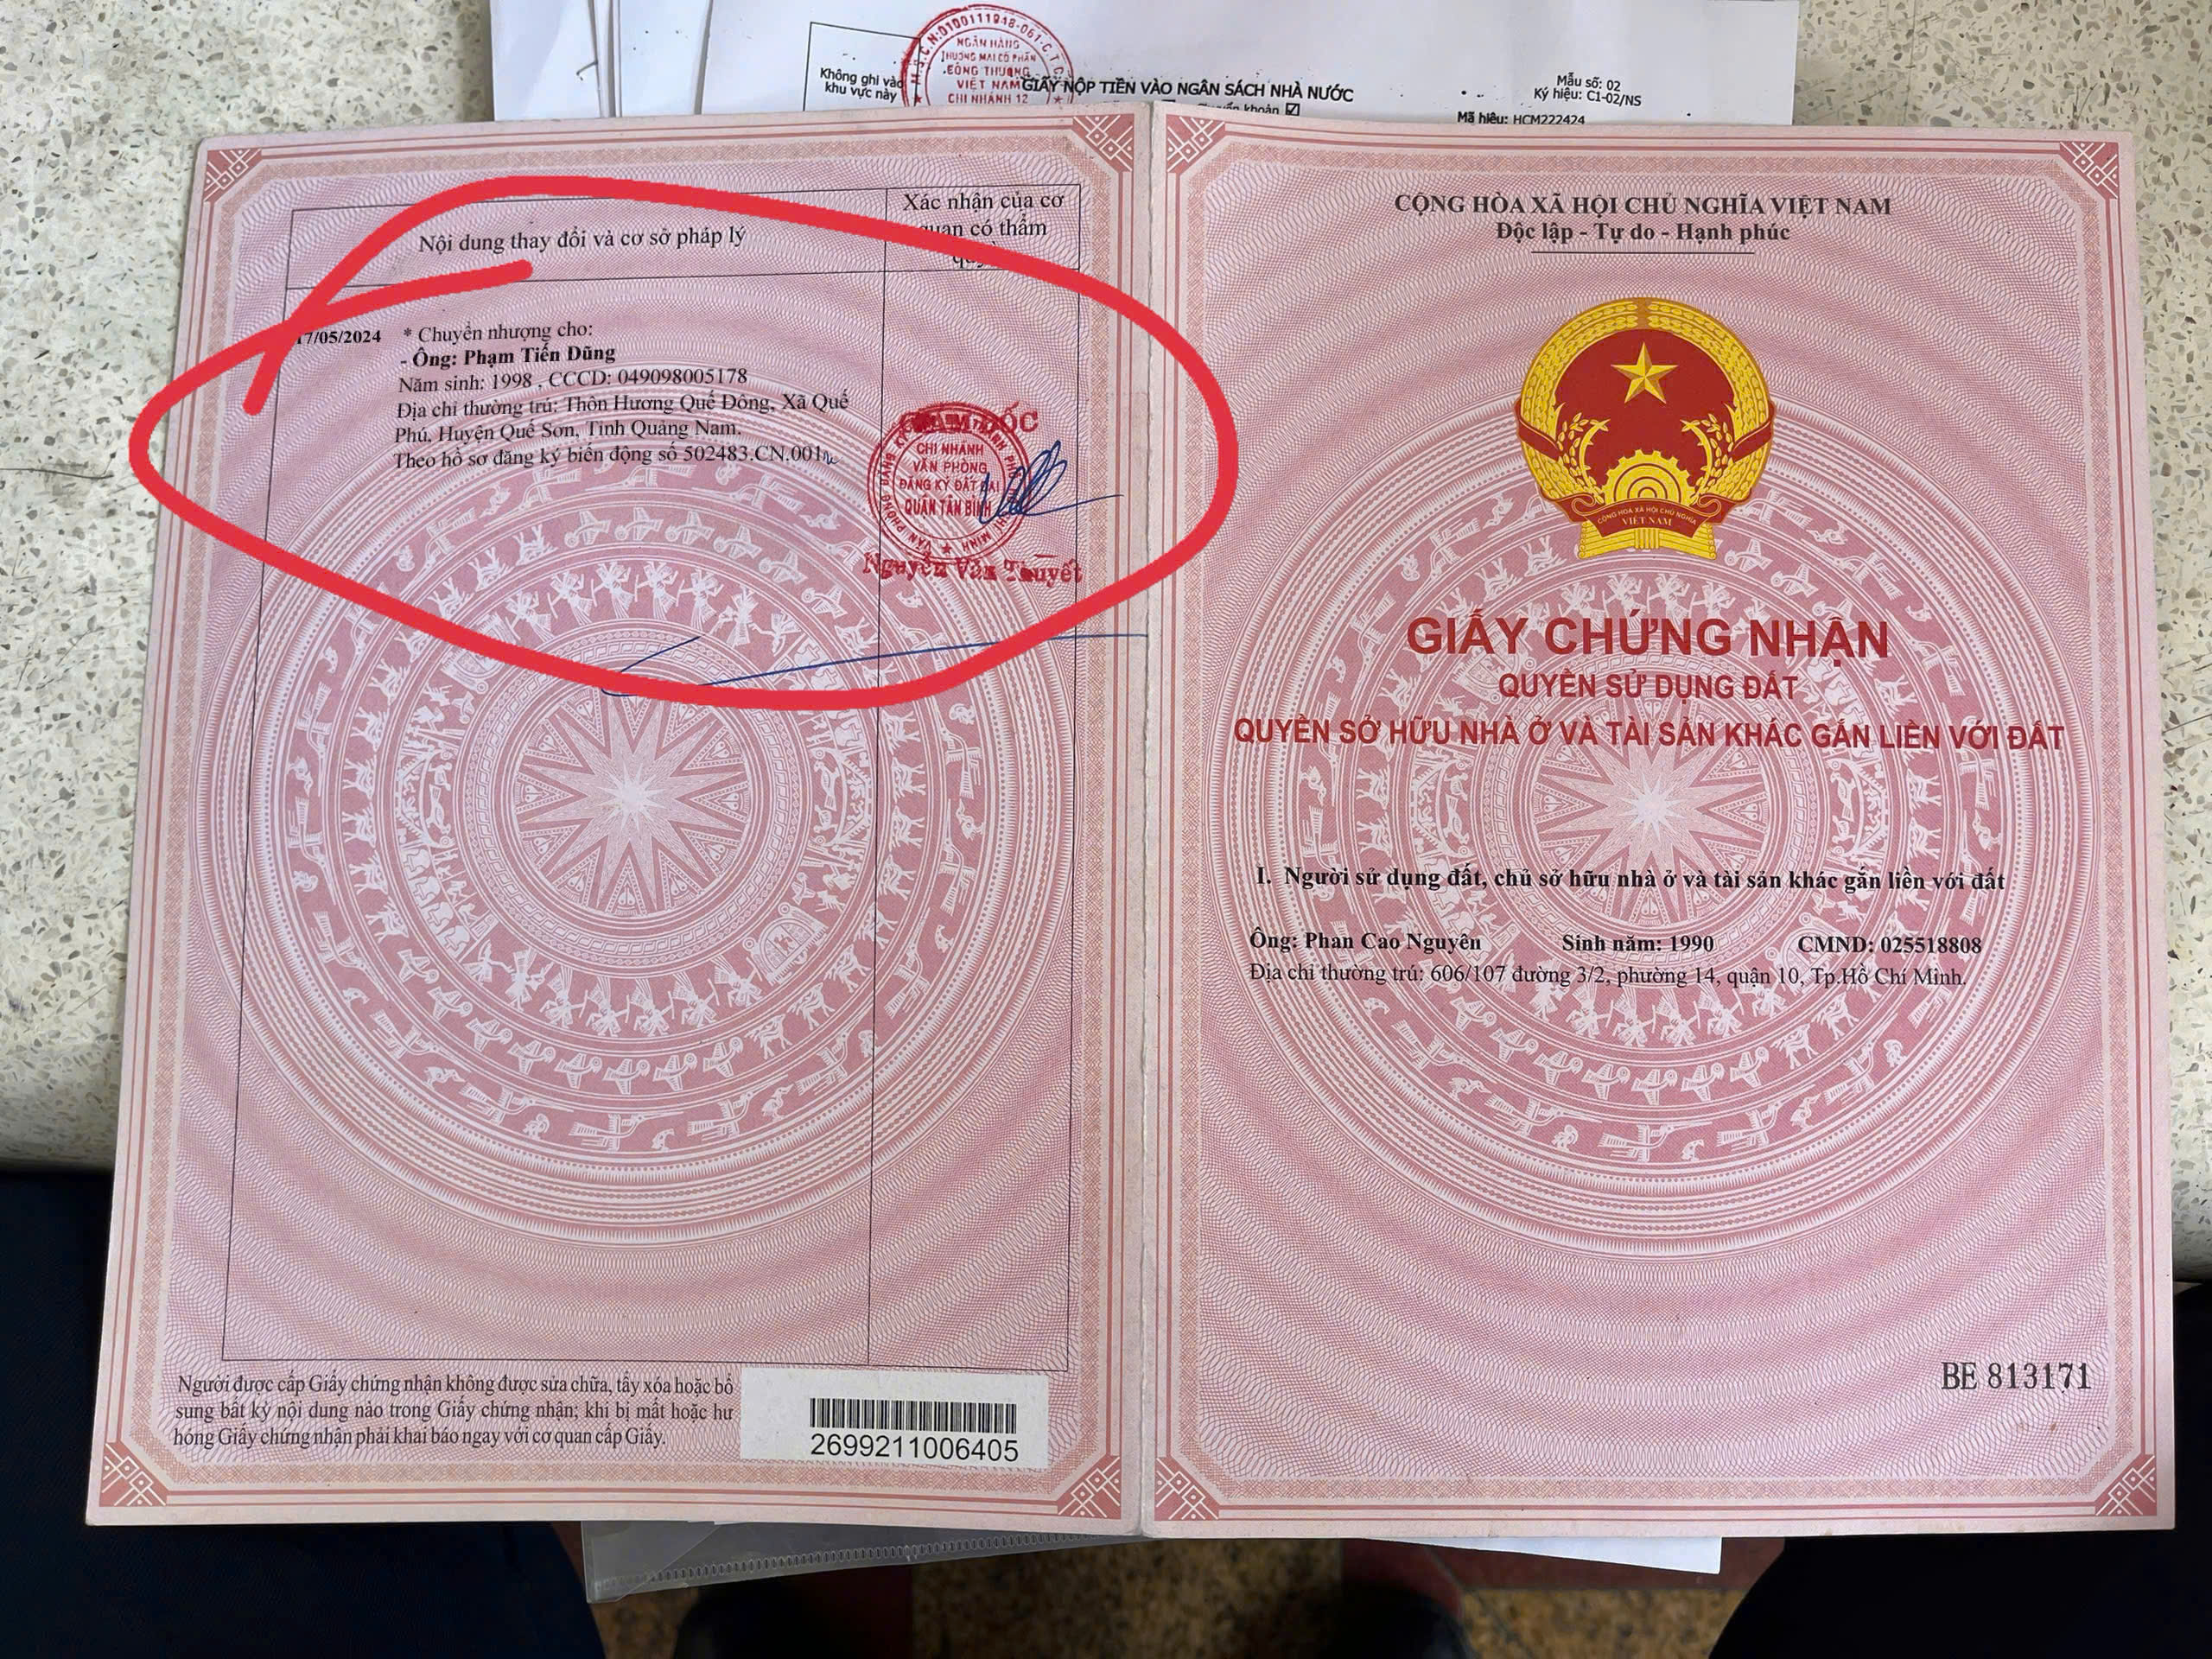 M.S.C.N:0100111948-061-C.T.C
NGÂN HÀNG
THƯƠNG MẠI CỔ PHẦN
CÔNG THƯƠNG
VIỆT NAM
CHI NHÁNH 12
Không ghi vào
khu vực này
GIẤY NỘP TIỀN VÀO NGÂN SÁCH NHÀ NƯỚC
khoản ☑
Mẫu số: 02
Ký hiệu: C1-02/NS
Mã hiệu: HCM222424
Nội dung thay đổi và cơ sở pháp lý
Xác nhận của cơ
quan có thẩm
17/05/2024 * Chuyển nhượng cho:
- Ông: Phạm Tiến Dũng
Năm sinh: 1998 , CCCD: 049098005178
Địa chỉ thường trú: Thôn Hương Quế Đông, Xã Quế
Phú, Huyện Quế Sơn, Tỉnh Quảng Nam.
Theo hồ sơ đăng ký biến động số 502483.CN.001
GIÁM ĐỐC
CHI NHÁNH
VĂN PHÒNG
ĐĂNG KÝ ĐẤT ĐAI
QUẬN TÂN BÌNH
Nguyễn Văn Thuyết
Người được cấp Giấy chứng nhận không được sửa chữa, tẩy xóa hoặc bổ
sung bất kỳ nội dung nào trong Giấy chứng nhận; khi bị mất hoặc hư
hỏng Giấy chứng nhận phải khai báo ngay với cơ quan cấp Giấy.
2699211006405
CỘNG HÒA XÃ HỘI CHỦ NGHĨA VIỆT NAM
Độc lập - Tự do - Hạnh phúc
CỘNG HÒA XÃ HỘI CHỦ NGHĨA
VIỆT NAM
GIẤY CHỨNG NHẬN
QUYỀN SỬ DỤNG ĐẤT
QUYỀN SỞ HỮU NHÀ Ở VÀ TÀI SẢN KHÁC GẮN LIỀN VỚI ĐẤT
I. Người sử dụng đất, chủ sở hữu nhà ở và tài sản khác gắn liền với đất
Ông: Phan Cao Nguyên Sinh năm: 1990 CMND: 025518808
Địa chỉ thường trú: 606/107 đường 3/2, phường 14, quận 10, Tp.Hồ Chí Minh.
BE 813171